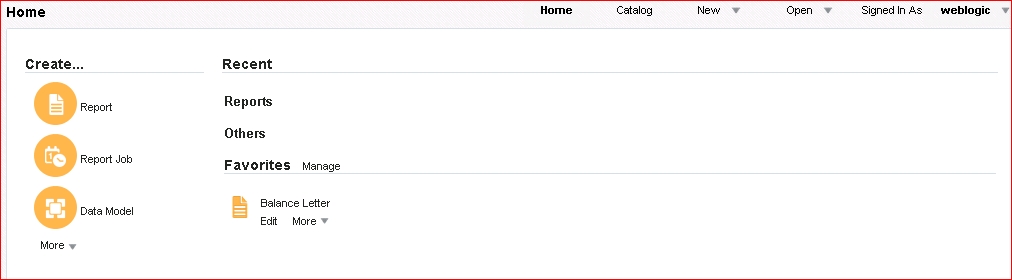 Home
Home Catalog New Open Signed In As weblogic
Create...
Report
Report Job
Data Model
More
Recent
Reports
Others
Favorites Manage
Balance Letter
Edit More